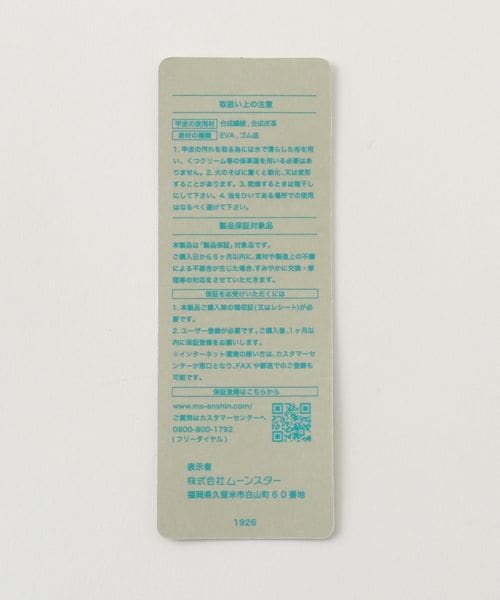 取扱い上の注意
甲皮の使用材 合成繊維，合成皮革
底材の種類 EVA，ゴム底
1. 甲皮の汚れを取る為には水で濡らした布を用
い、くつクリーム等の保革油を用いる必要はあ
りません。2. 火のそばに置くと軟化、又は変形
することがあります。3. 乾燥するときは陰干し
にして下さい。4. 油をひいてある場所での使用
はなるべく避けて下さい。
製品保証対象品
本製品は「製品保証」対象品です。
ご購入日から6ヶ月以内に、素材や製造上の不備
による不都合が生じた場合、すみやかに交換・修
理等の対応をさせていただきます。
保証をお受けいただくには
1. 本製品ご購入時の領収証(又はレシート)が必
要です。
2. ユーザー登録が必要です。ご購入後、1ヶ月以
内に保証登録をお願いします。
※インターネット環境の無い方は、カスタマーセ
ンターが窓口となり、FAXや郵送でのご登録も
可能です。
保証登録はこちらから
www.ms-anshin.com/
ご質問はカスタマーセンターへ
0800-800-1792
(フリーダイヤル)
表示者
株式会社ムーンスター
福岡県久留米市白山町60番地
1926